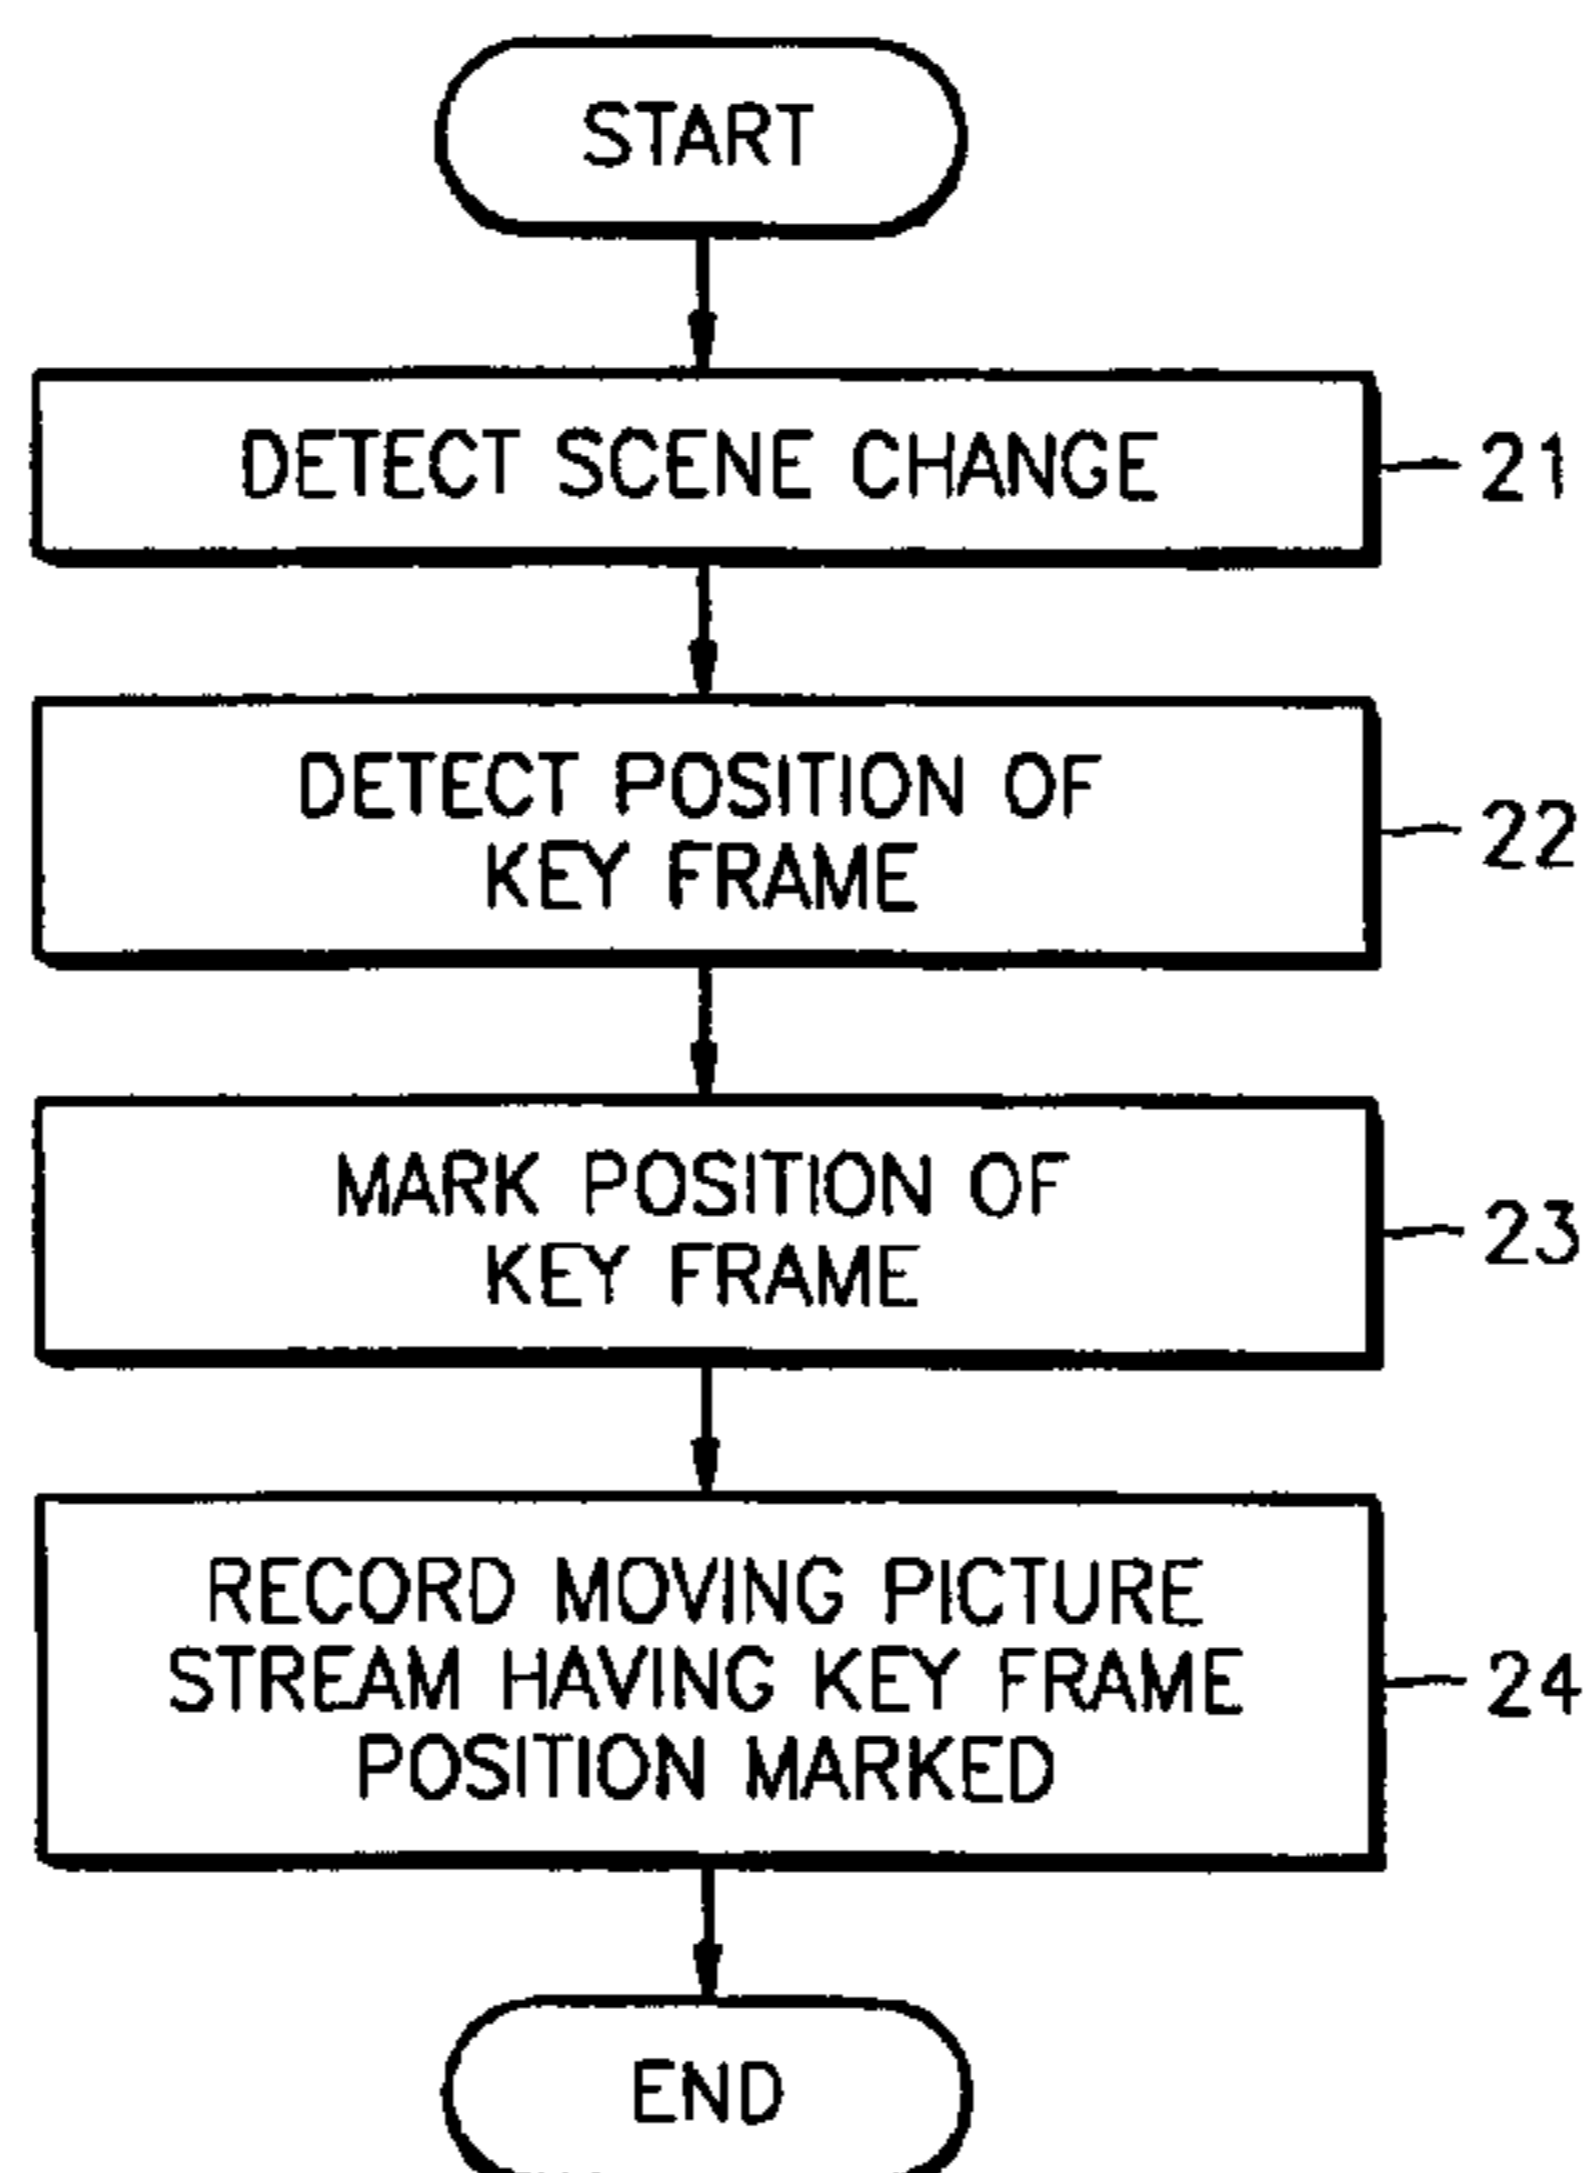 START
DETECT SCENE CHANGE
21
DETECT POSITION OF
KEY FRAME
22
MARK POSITION OF
KEY FRAME
23
RECORD MOVING PICTURE
STREAM HAVING KEY FRAME
POSITION MARKED
24
END